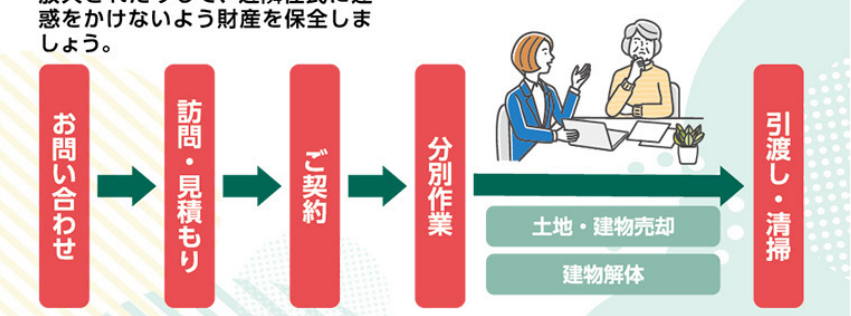 惑をかけないよう財産を保全しま
しょう。
お問い合わせ
訪問・見積もり
ご契約
分別作業
土地・建物売却
建物解体
引渡し・清掃